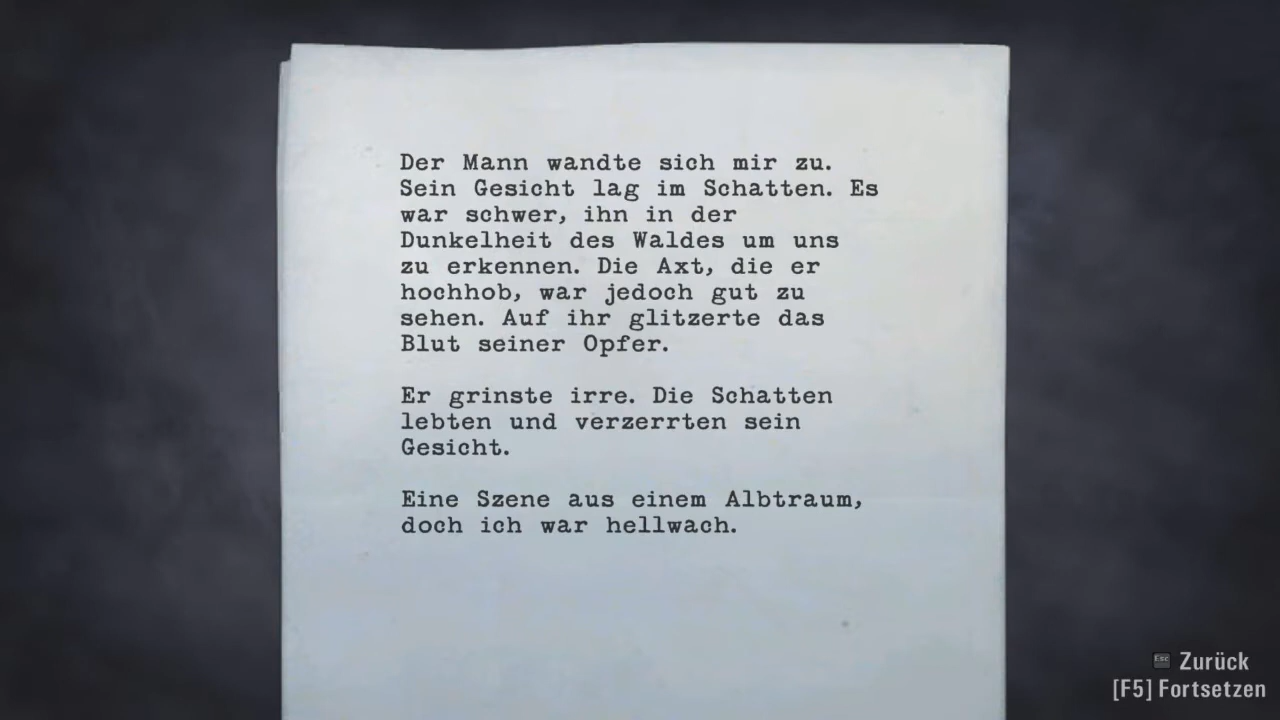 Der Mann wandte sich mir zu.
Sein Gesicht lag im Schatten. Es
war schwer, ihn in der
Dunkelheit des Waldes um uns
zu erkennen. Die Axt, die er
hochhob, war jedoch gut zu
sehen. Auf ihr glitzerte das
Blut seiner Opfer.
Er grinste irre. Die Schatten
lebten und verzerrten sein
Gesicht.
Eine Szene aus einem Albtraum,
doch ich war hellwach.
Esc Zurück
[F5] Fortsetzen